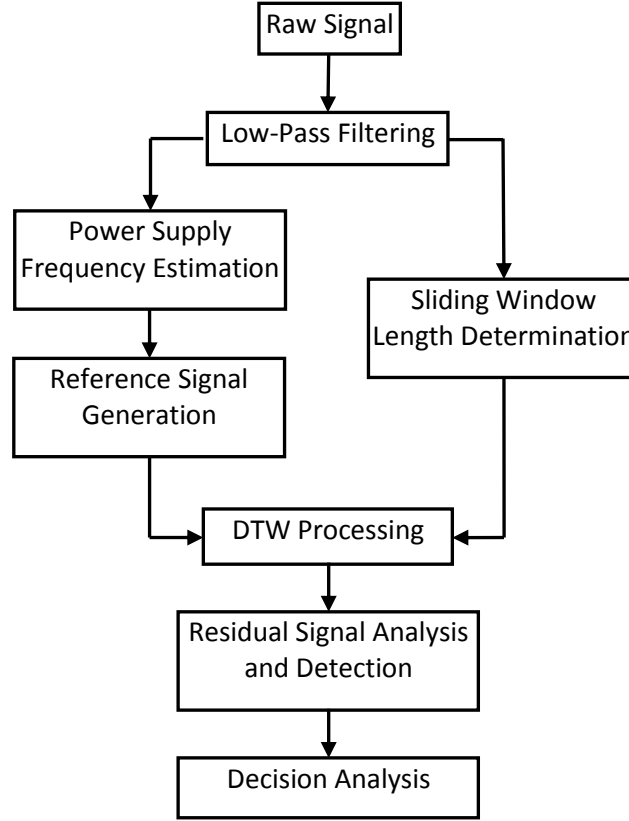 Raw Signal
Low-Pass Filtering
Power Supply
Frequency Estimation
Sliding Window
Length Determination
Reference Signal
Generation
DTW Processing
Residual Signal Analysis
and Detection
Decision Analysis